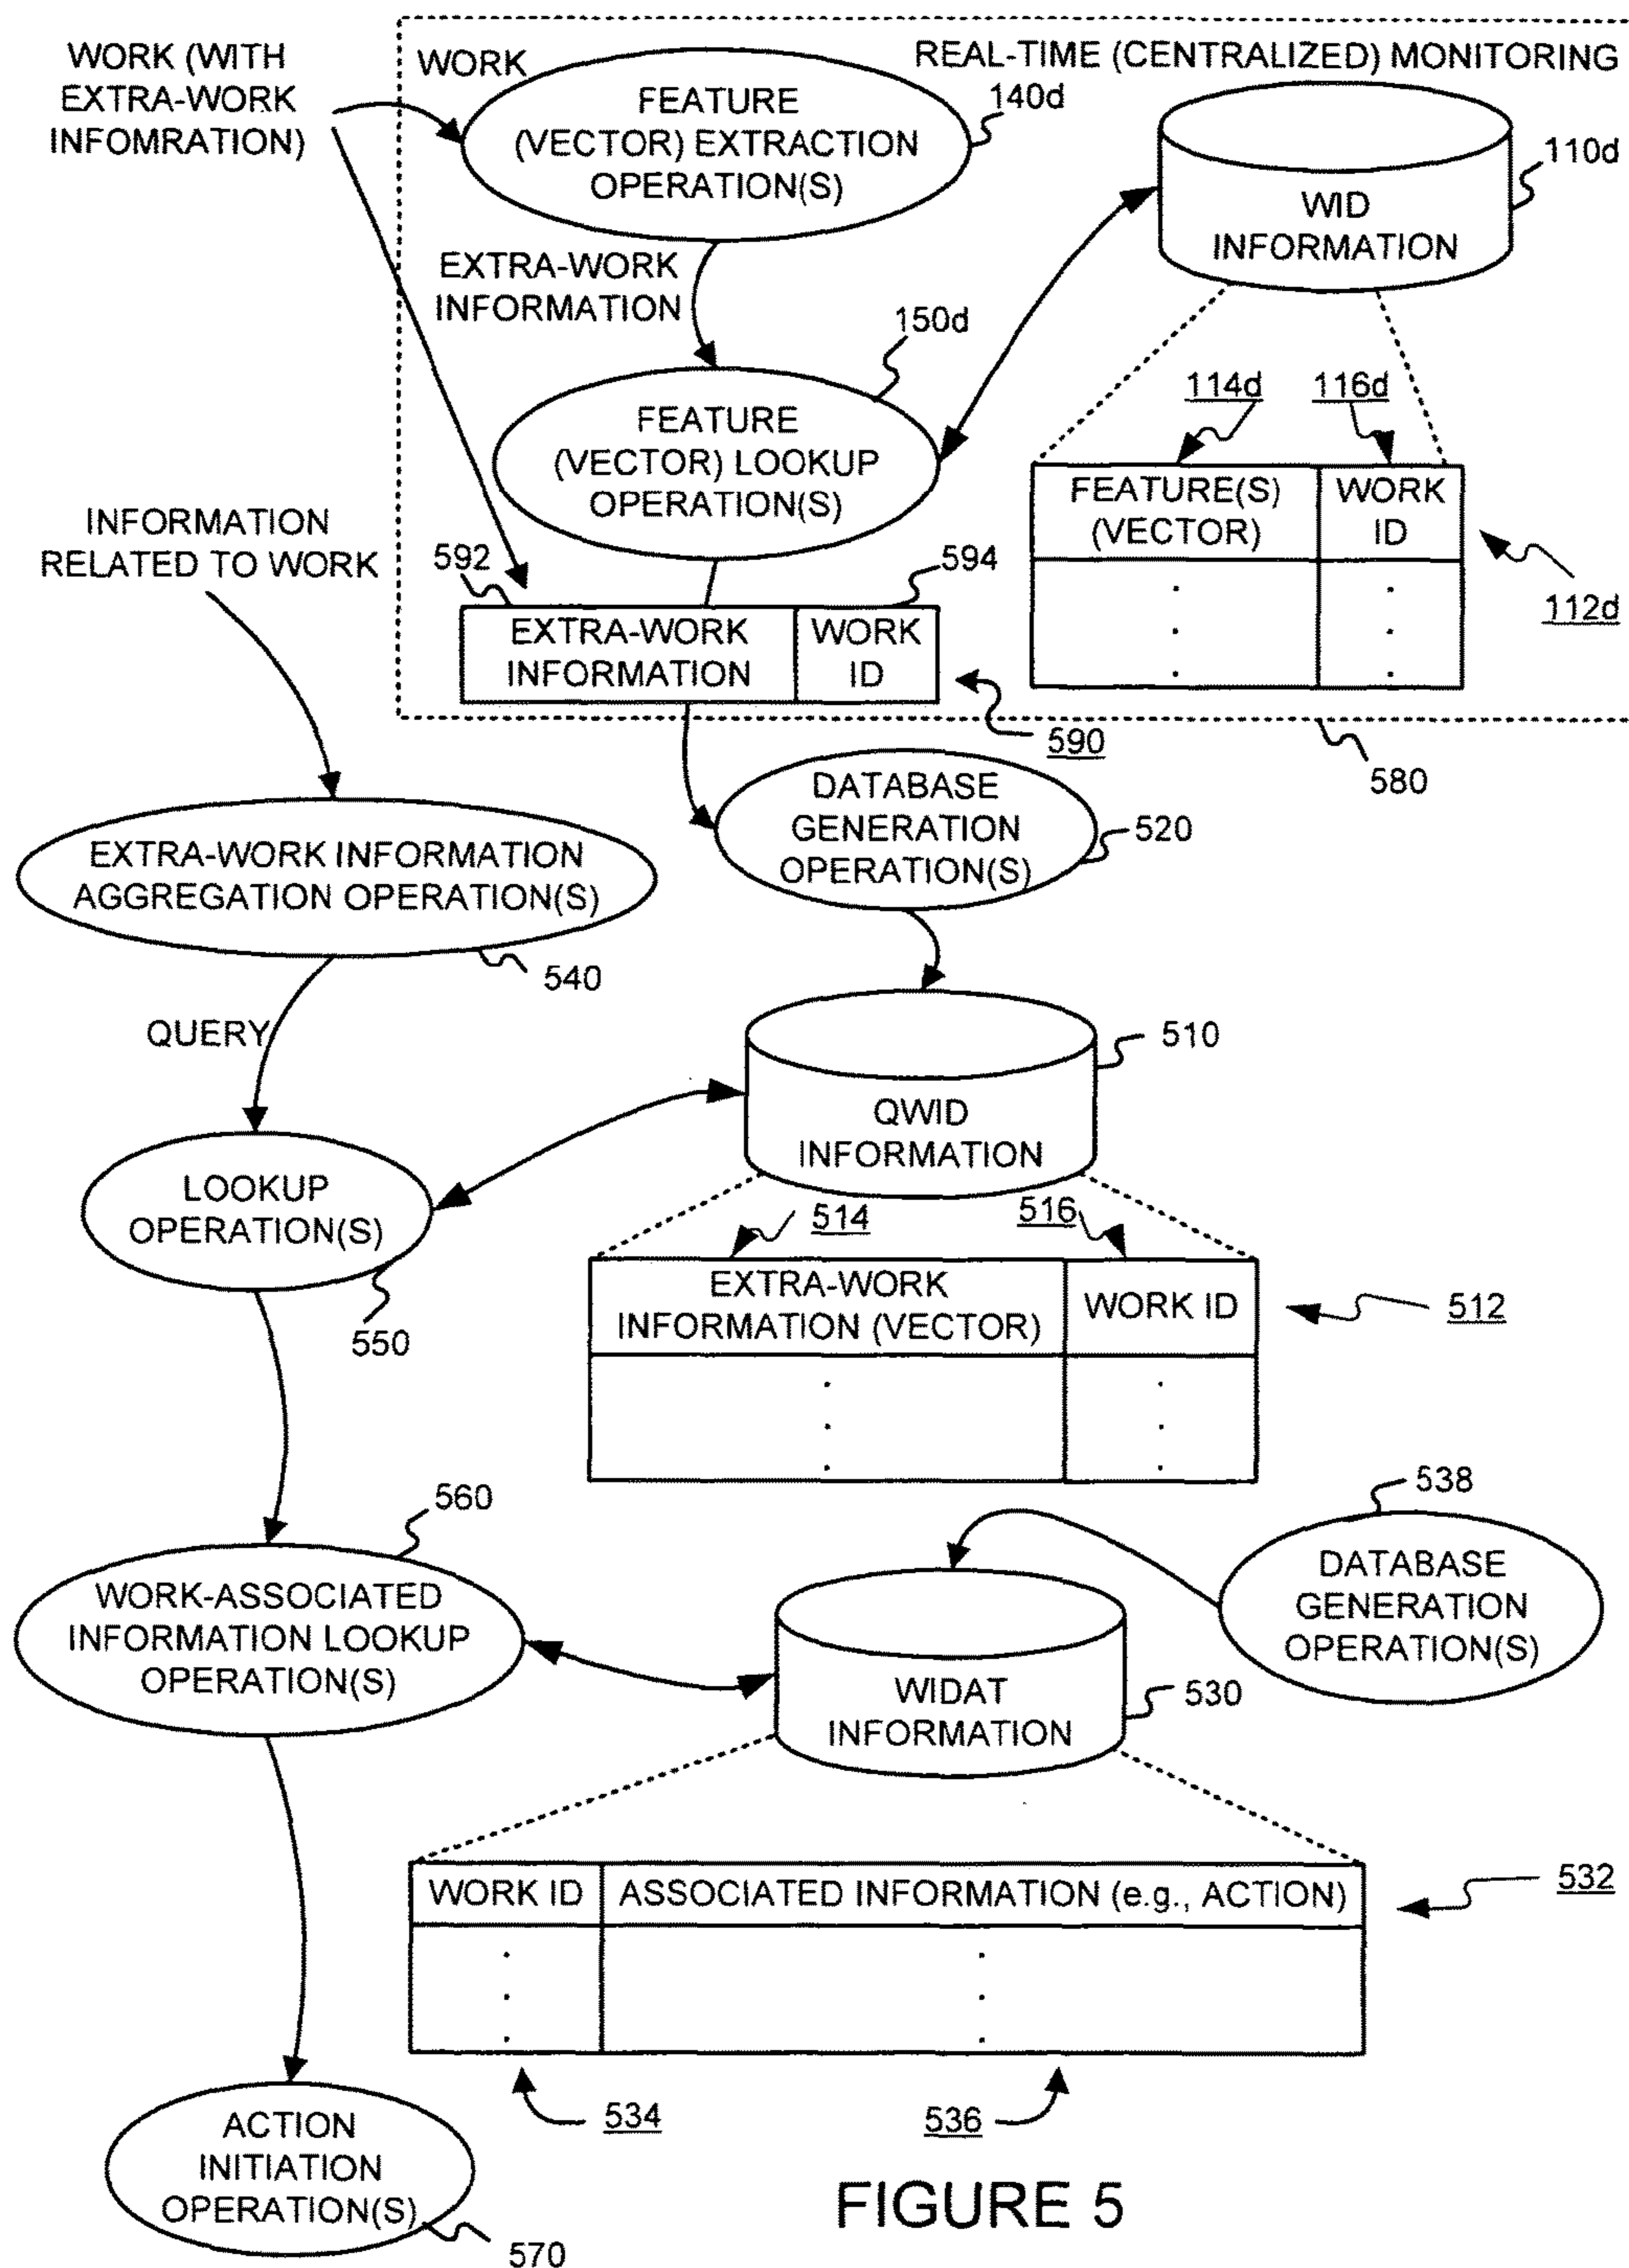 WORK (WITH
EXTRA-WORK
INFOMRATION)
WORK
REAL-TIME (CENTRALIZED) MONITORING
FEATURE
(VECTOR) EXTRACTION
OPERATION(S)
140d
110d
WID
INFORMATION
EXTRA-WORK
INFORMATION
150d
FEATURE
(VECTOR) LOOKUP
OPERATION(S)
114d
116d
FEATURE(S)
(VECTOR)
WORK
ID
.
.
.
.
.
.
112d
INFORMATION
RELATED TO WORK
592
594
EXTRA-WORK
INFORMATION
WORK
ID
590
580
DATABASE
GENERATION
OPERATION(S)
520
EXTRA-WORK INFORMATION
AGGREGATION OPERATION(S)
540
QUERY
510
QWID
INFORMATION
LOOKUP
OPERATION(S)
550
514
516
EXTRA-WORK
INFORMATION (VECTOR)
WORK ID
512
.
.
.
.
.
.
538
DATABASE
GENERATION
OPERATION(S)
560
WORK-ASSOCIATED
INFORMATION LOOKUP
OPERATION(S)
WIDAT
INFORMATION
530
WORK ID
ASSOCIATED INFORMATION (e.g., ACTION)
532
.
.
.
.
.
.
534
536
ACTION
INITIATION
OPERATION(S)
570
FIGURE 5